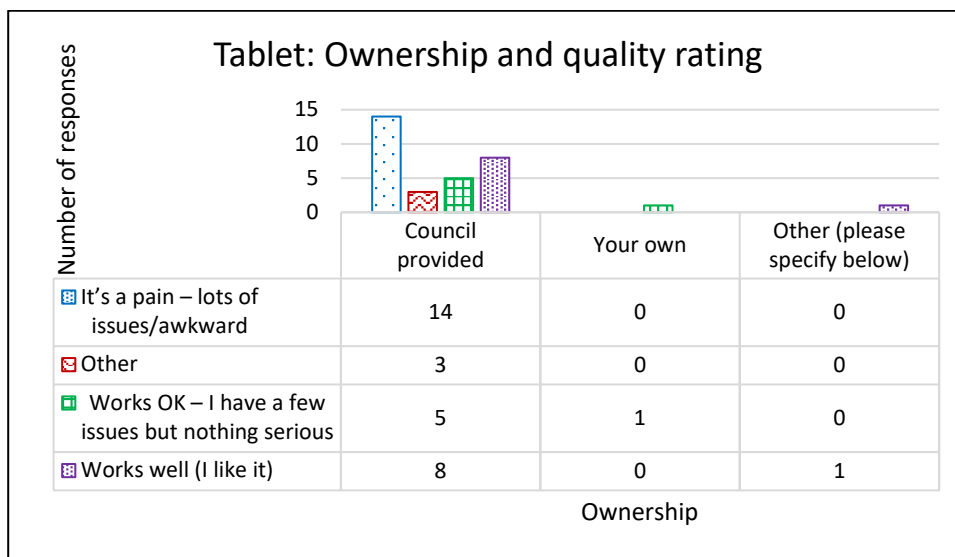 Tablet: Ownership and quality rating
Number of responses
15
10
5
0
Council
provided
Your own
Other (please
specify below)
It’s a pain – lots of
issues/awkward
14
0
0
Other
3
0
0
Works OK – I have a few
issues but nothing serious
5
1
0
Works well (I like it)
8
0
1
Ownership